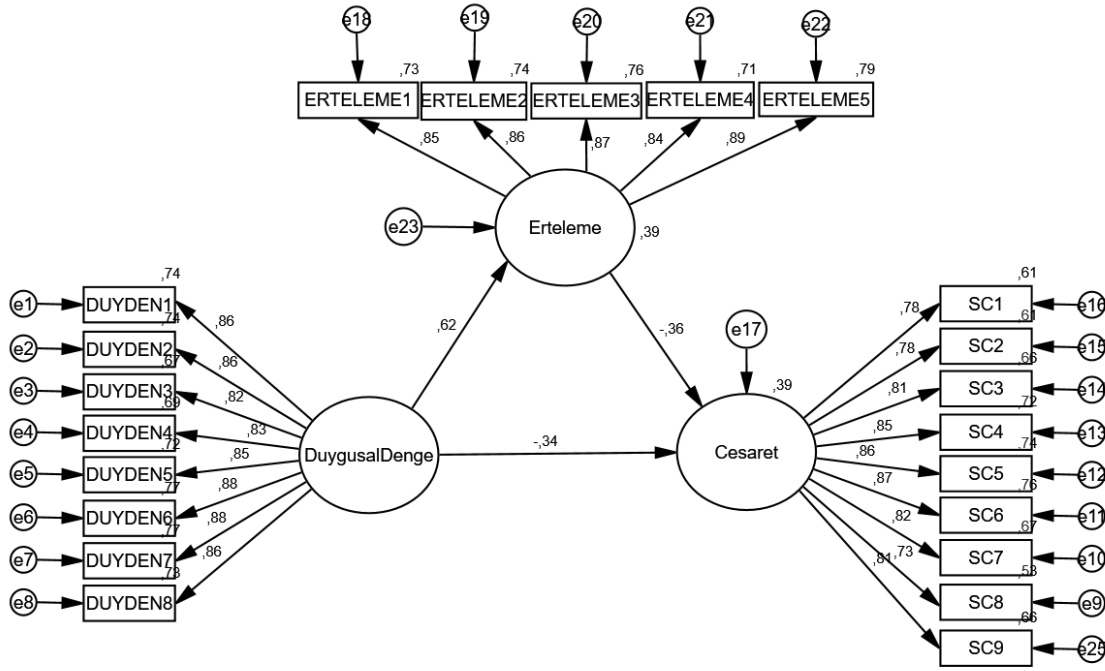 e18 e19 e20 e21 e22
,73 ,74 ,76 ,71 ,79
ERTELEME1 ERTELEME2 ERTELEME3 ERTELEME4 ERTELEME5
,85 ,86 ,87 ,84 ,89
e23 Erteleme ,39
,62 -,36
e17
,39
DuygusalDenge -,34 Cesaret
,74
e1 DUYDEN1 ,86
,74
e2 DUYDEN2 ,86
,67
e3 DUYDEN3 ,82
,69
e4 DUYDEN4 ,83
,72
e5 DUYDEN5 ,85
,77
e6 DUYDEN6 ,88
,77
e7 DUYDEN7 ,88
,73
e8 DUYDEN8 ,86
,61
,78 SC1 e16
,61
,78 SC2 e15
,66
,81 SC3 e14
,72
,85 SC4 e13
,74
,86 SC5 e12
,76
,87 SC6 e11
,67
,82 SC7 e10
,53
,73 SC8 e9
,66
,81 SC9 e25